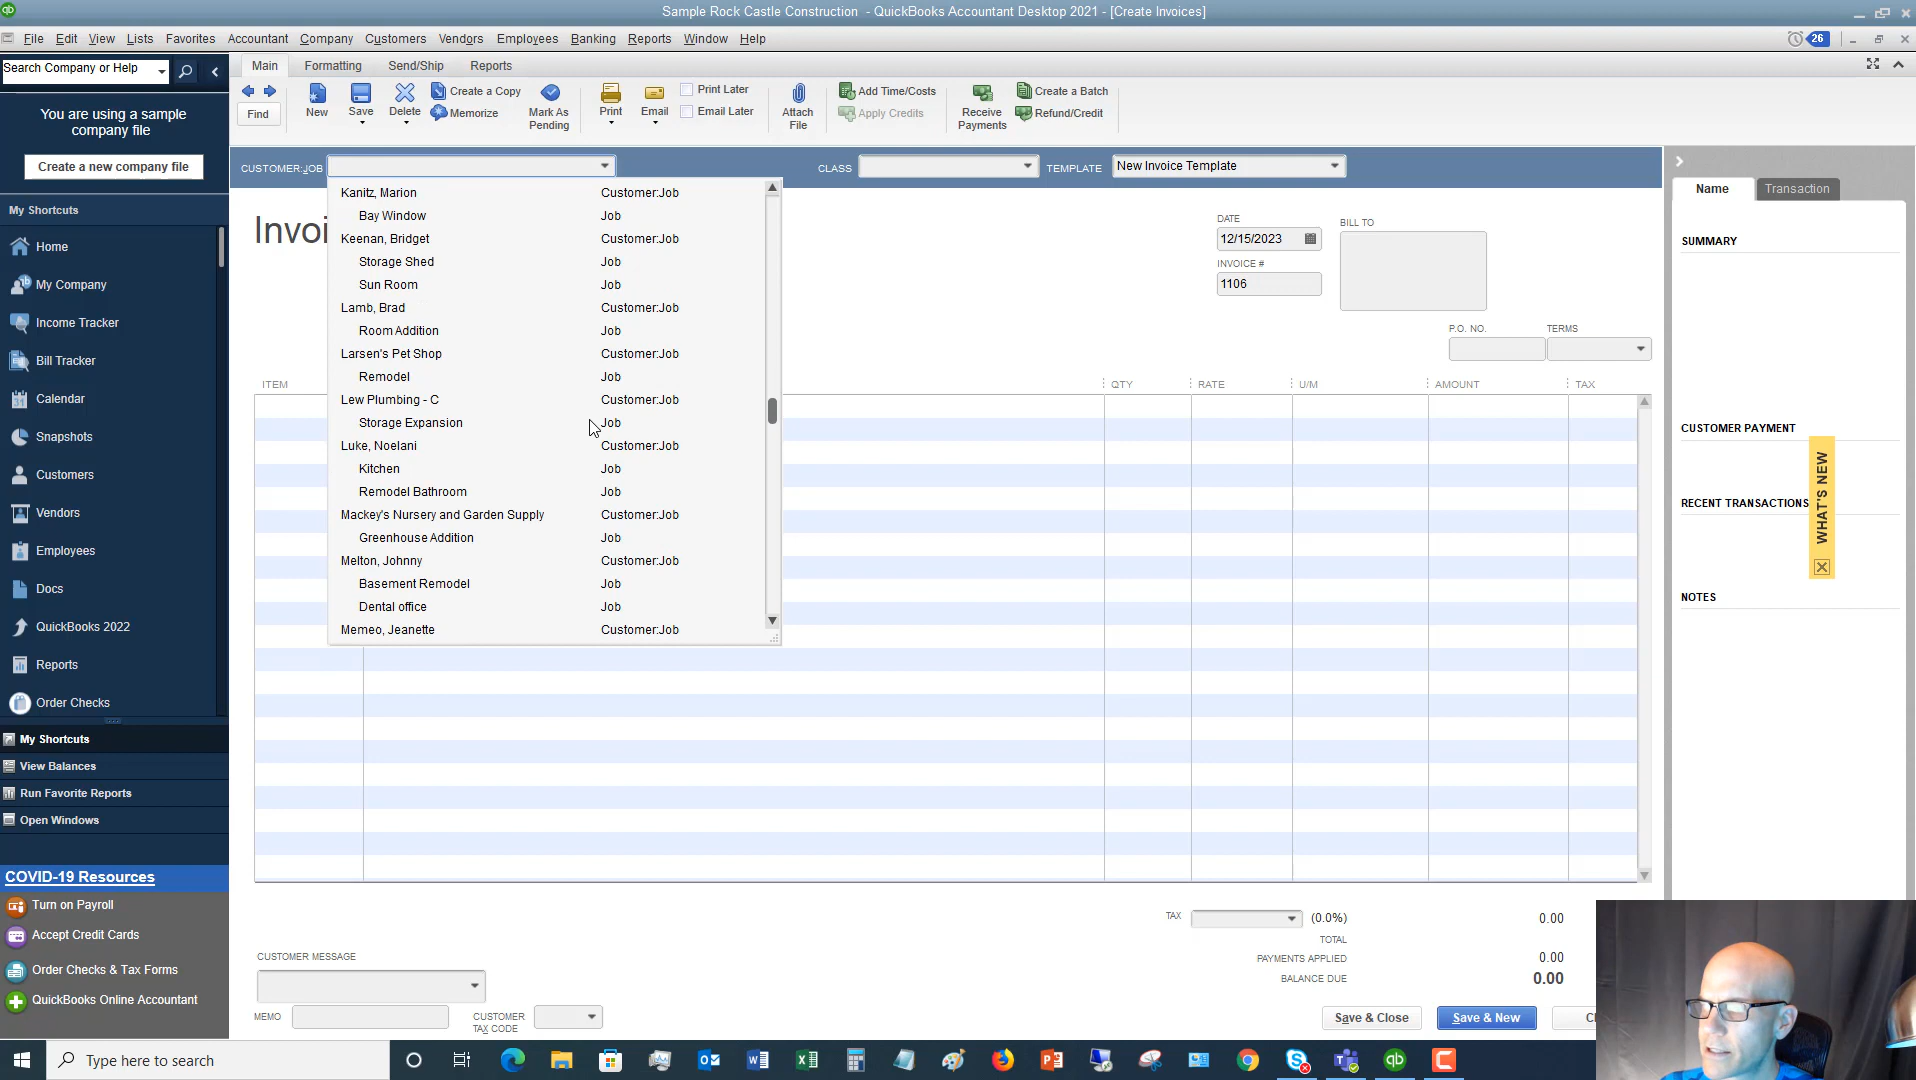 Sample Rock Castle Construction - QuickBooks Accountant Desktop 2021 - [Create Invoices]
File Edit View Lists Favorites Accountant Company Customers Vendors Employees Banking Reports Window Help
26
Search Company or Help
You are using a sample
company file
Create a new company file
My Shortcuts
Home
My Company
Income Tracker
Bill Tracker
Calendar
Snapshots
Customers
Vendors
Employees
Docs
QuickBooks 2022
Reports
Order Checks
My Shortcuts
View Balances
Run Favorite Reports
Open Windows
COVID-19 Resources
Turn on Payroll
Accept Credit Cards
Order Checks & Tax Forms
QuickBooks Online Accountant
Main Formatting Send/Ship Reports
Find
New
Save
Delete
Create a Copy
Memorize
Mark As
Pending
Print
Email
Print Later
Email Later
Attach
File
Add Time/Costs
Apply Credits
Receive
Payments
Create a Batch
Refund/Credit
CUSTOMER:JOB
CLASS
TEMPLATE New Invoice Template
Kanitz, Marion Customer:Job
Bay Window Job
Keenan, Bridget Customer:Job
Storage Shed Job
Sun Room Job
Lamb, Brad Customer:Job
Room Addition Job
Larsen's Pet Shop Customer:Job
Remodel Job
Lew Plumbing - C Customer:Job
Storage Expansion Job
Luke, Noelani Customer:Job
Kitchen Job
Remodel Bathroom Job
Mackey's Nursery and Garden Supply Customer:Job
Greenhouse Addition Job
Melton, Johnny Customer:Job
Basement Remodel Job
Dental office Job
Memeo, Jeanette Customer:Job
Invoi
DATE
12/15/2023
INVOICE #
1106
BILL TO
P.O. NO. TERMS
ITEM QTY RATE U/M AMOUNT TAX
TAX (0.0%) 0.00
TOTAL
PAYMENTS APPLIED 0.00
BALANCE DUE 0.00
CUSTOMER MESSAGE
MEMO
CUSTOMER
TAX CODE
Save & Close
Save & New
Cl
Name Transaction
SUMMARY
CUSTOMER PAYMENT
RECENT TRANSACTIONS
NOTES
WHAT'S NEW
Type here to search